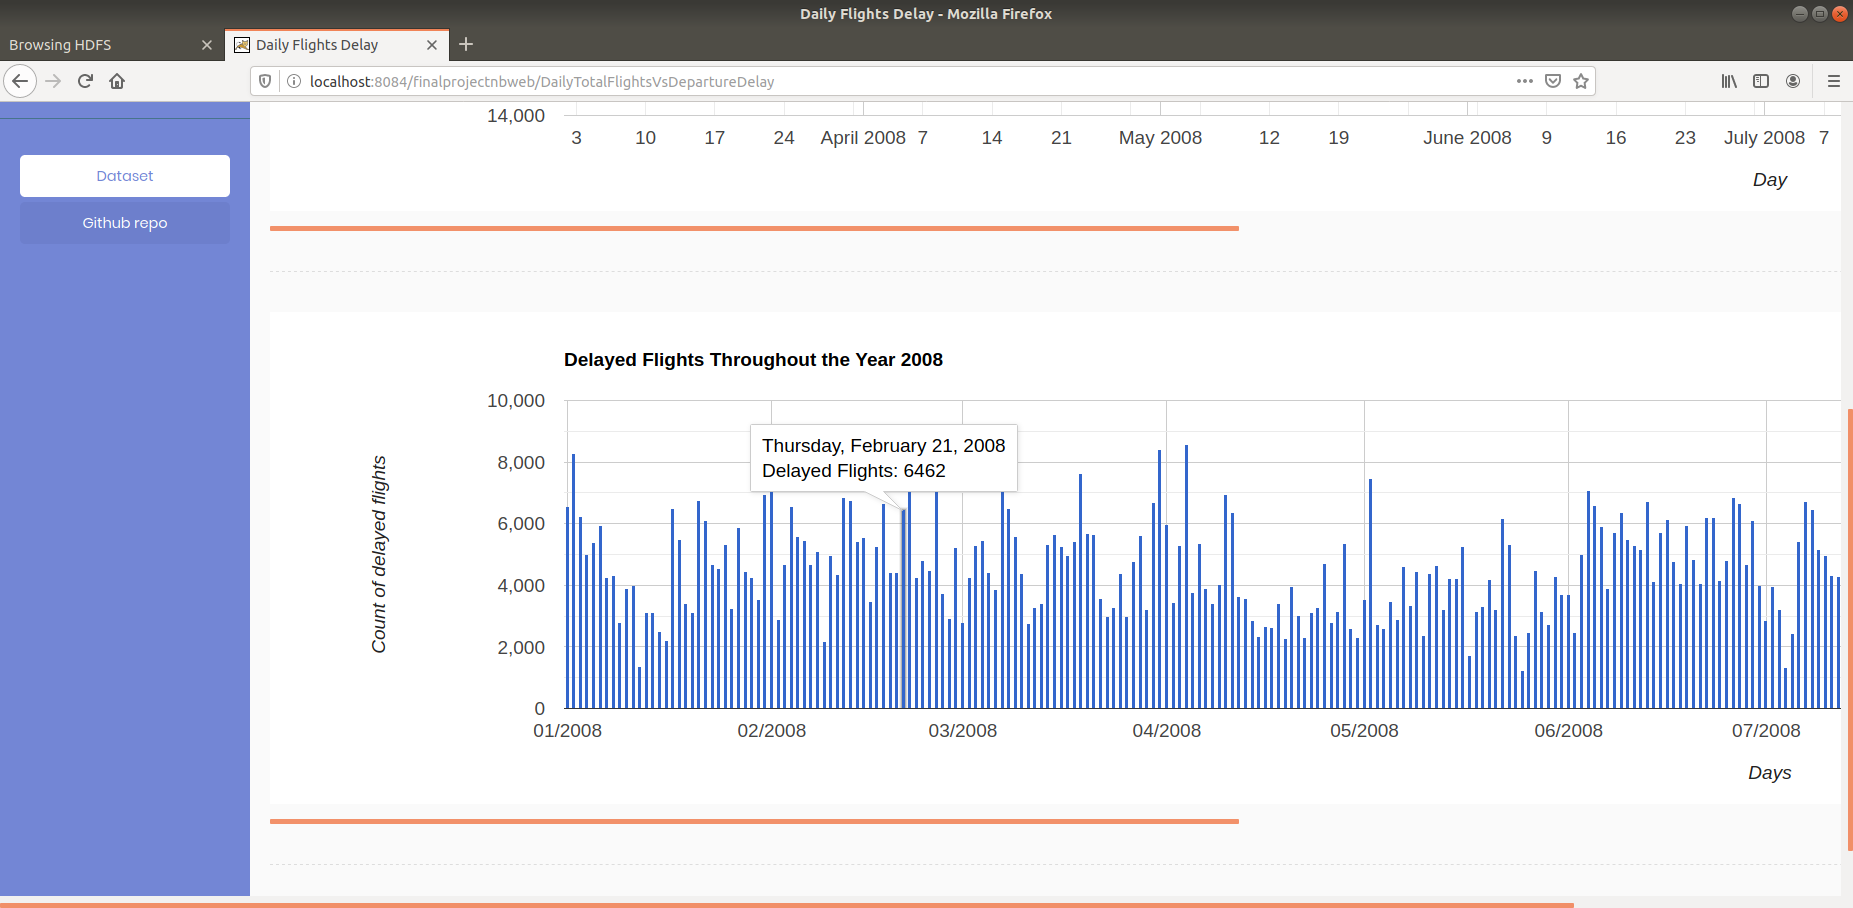 Daily Flights Delay - Mozilla Firefox
Browsing HDFS
Daily Flights Delay
localhost:8084/finalprojectnbweb/DailyTotalFlightsVsDepartureDelay
Dataset
Github repo
14,000
3 10 17 24 April 2008 7 14 21 May 2008 12 19 June 2008 9 16 23 July 2008 7
Day
Delayed Flights Throughout the Year 2008
10,000
8,000
6,000
4,000
2,000
0
Count of delayed flights
Thursday, February 21, 2008
Delayed Flights: 6462
01/2008 02/2008 03/2008 04/2008 05/2008 06/2008 07/2008
Days